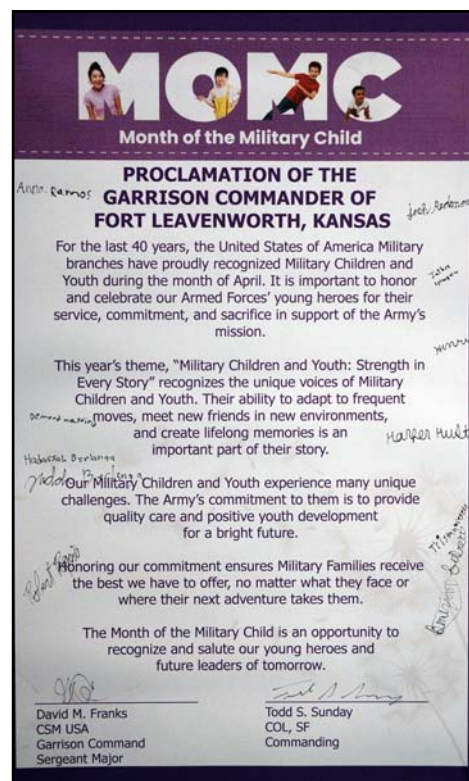 MOMC
Month of the Military Child
PROCLAMATION OF THE
GARRISON COMMANDER OF
FORT LEAVENWORTH, KANSAS
Anna Ramos
For the last 40 years, the United States of America Military
branches have proudly recognized Military Children and
Youth during the month of April. It is important to honor
and celebrate our Armed Forces' young heroes for their
service, commitment, and sacrifice in support of the Army's
mission.
Henry
This year's theme, "Military Children and Youth: Strength in
Every Story" recognizes the unique voices of Military
Children and Youth. Their ability to adapt to frequent
moves, meet new friends in new environments,
and create lifelong memories is an
important part of their story.
Harper
Our Military Children and Youth experience many unique
challenges. The Army's commitment to them is to provide
quality care and positive youth development
for a bright future.
Robert
Honoring our commitment ensures Military Families receive
the best we have to offer, no matter what they face or
where their next adventure takes them.
The Month of the Military Child is an opportunity to
recognize and salute our young heroes and
future leaders of tomorrow.
David M. Franks
CSM USA
Garrison Command
Sergeant Major
Todd S. Sunday
COL, SF
Commanding